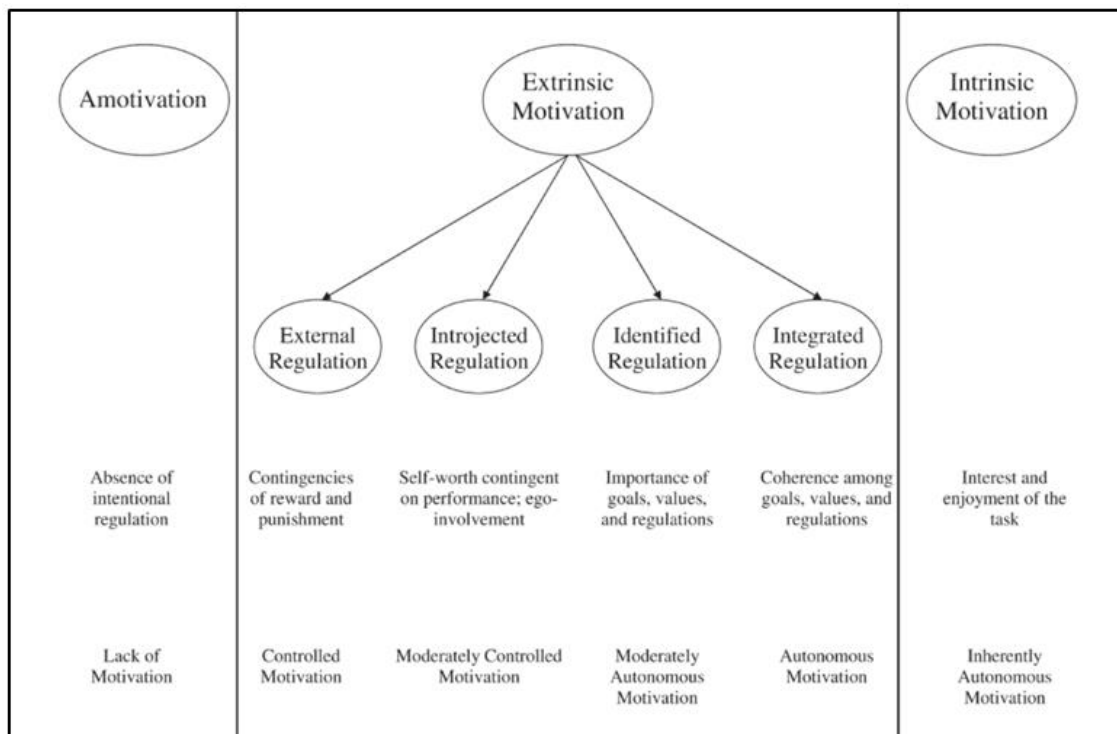 Amotivation
Extrinsic
Motivation
Intrinsic
Motivation
External
Regulation
Introjected
Regulation
Identified
Regulation
Integrated
Regulation
Absence of
intentional
regulation
Contingencies
of reward and
punishment
Self-worth contingent
on performance; ego-
involvement
Importance of
goals, values,
and regulations
Coherence among
goals, values, and
regulations
Interest and
enjoyment of the
task
Lack of
Motivation
Controlled
Motivation
Moderately Controlled
Motivation
Moderately
Autonomous
Motivation
Autonomous
Motivation
Inherently
Autonomous
Motivation